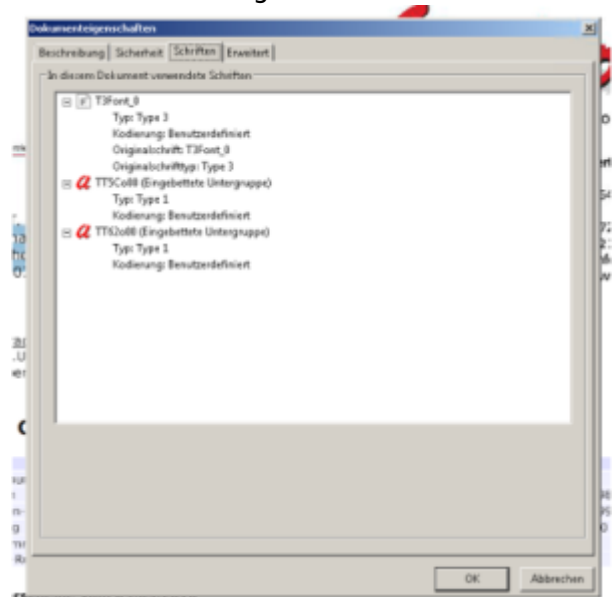 Dokumenteigenschaften
Beschreibung Sicherheit Schriften Erweitert
In diesem Dokument verwendete Schriften
T3Font_0
Typ: Type 3
Kodierung: Benutzerdefiniert
Originalschrift: T3Font_0
Originalschrifttyp: Type 3
TT5Co00 (Eingebettete Untergruppe)
Typ: Type 1
Kodierung: Benutzerdefiniert
TT62o00 (Eingebettete Untergruppe)
Typ: Type 1
Kodierung: Benutzerdefiniert
OK Abbrechen